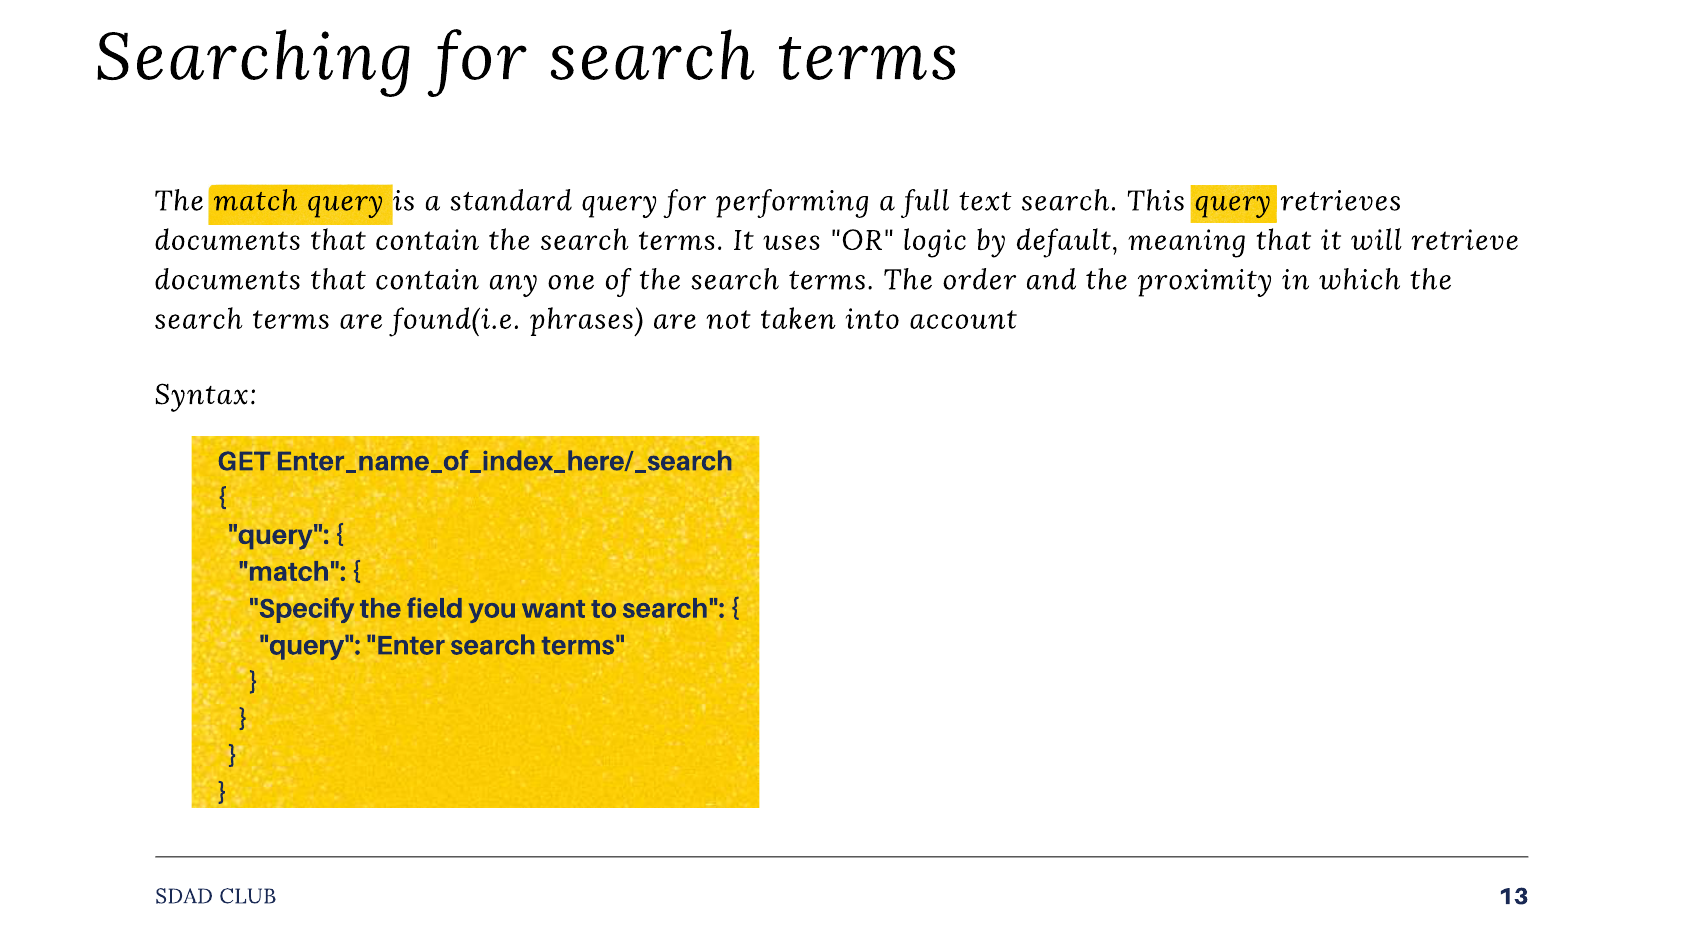 Searching for search terms
The match query is a standard query for performing a full text search. This query retrieves
documents that contain the search terms. It uses "OR" logic by default, meaning that it will retrieve
documents that contain any one of the search terms. The order and the proximity in which the
search terms are found(i.e. phrases) are not taken into account
Syntax:
GET Enter_name_of_index_here/_search
{
"query": {
"match": {
"Specify the field you want to search": {
"query": "Enter search terms"
}
}
}
}
SDAD CLUB
13